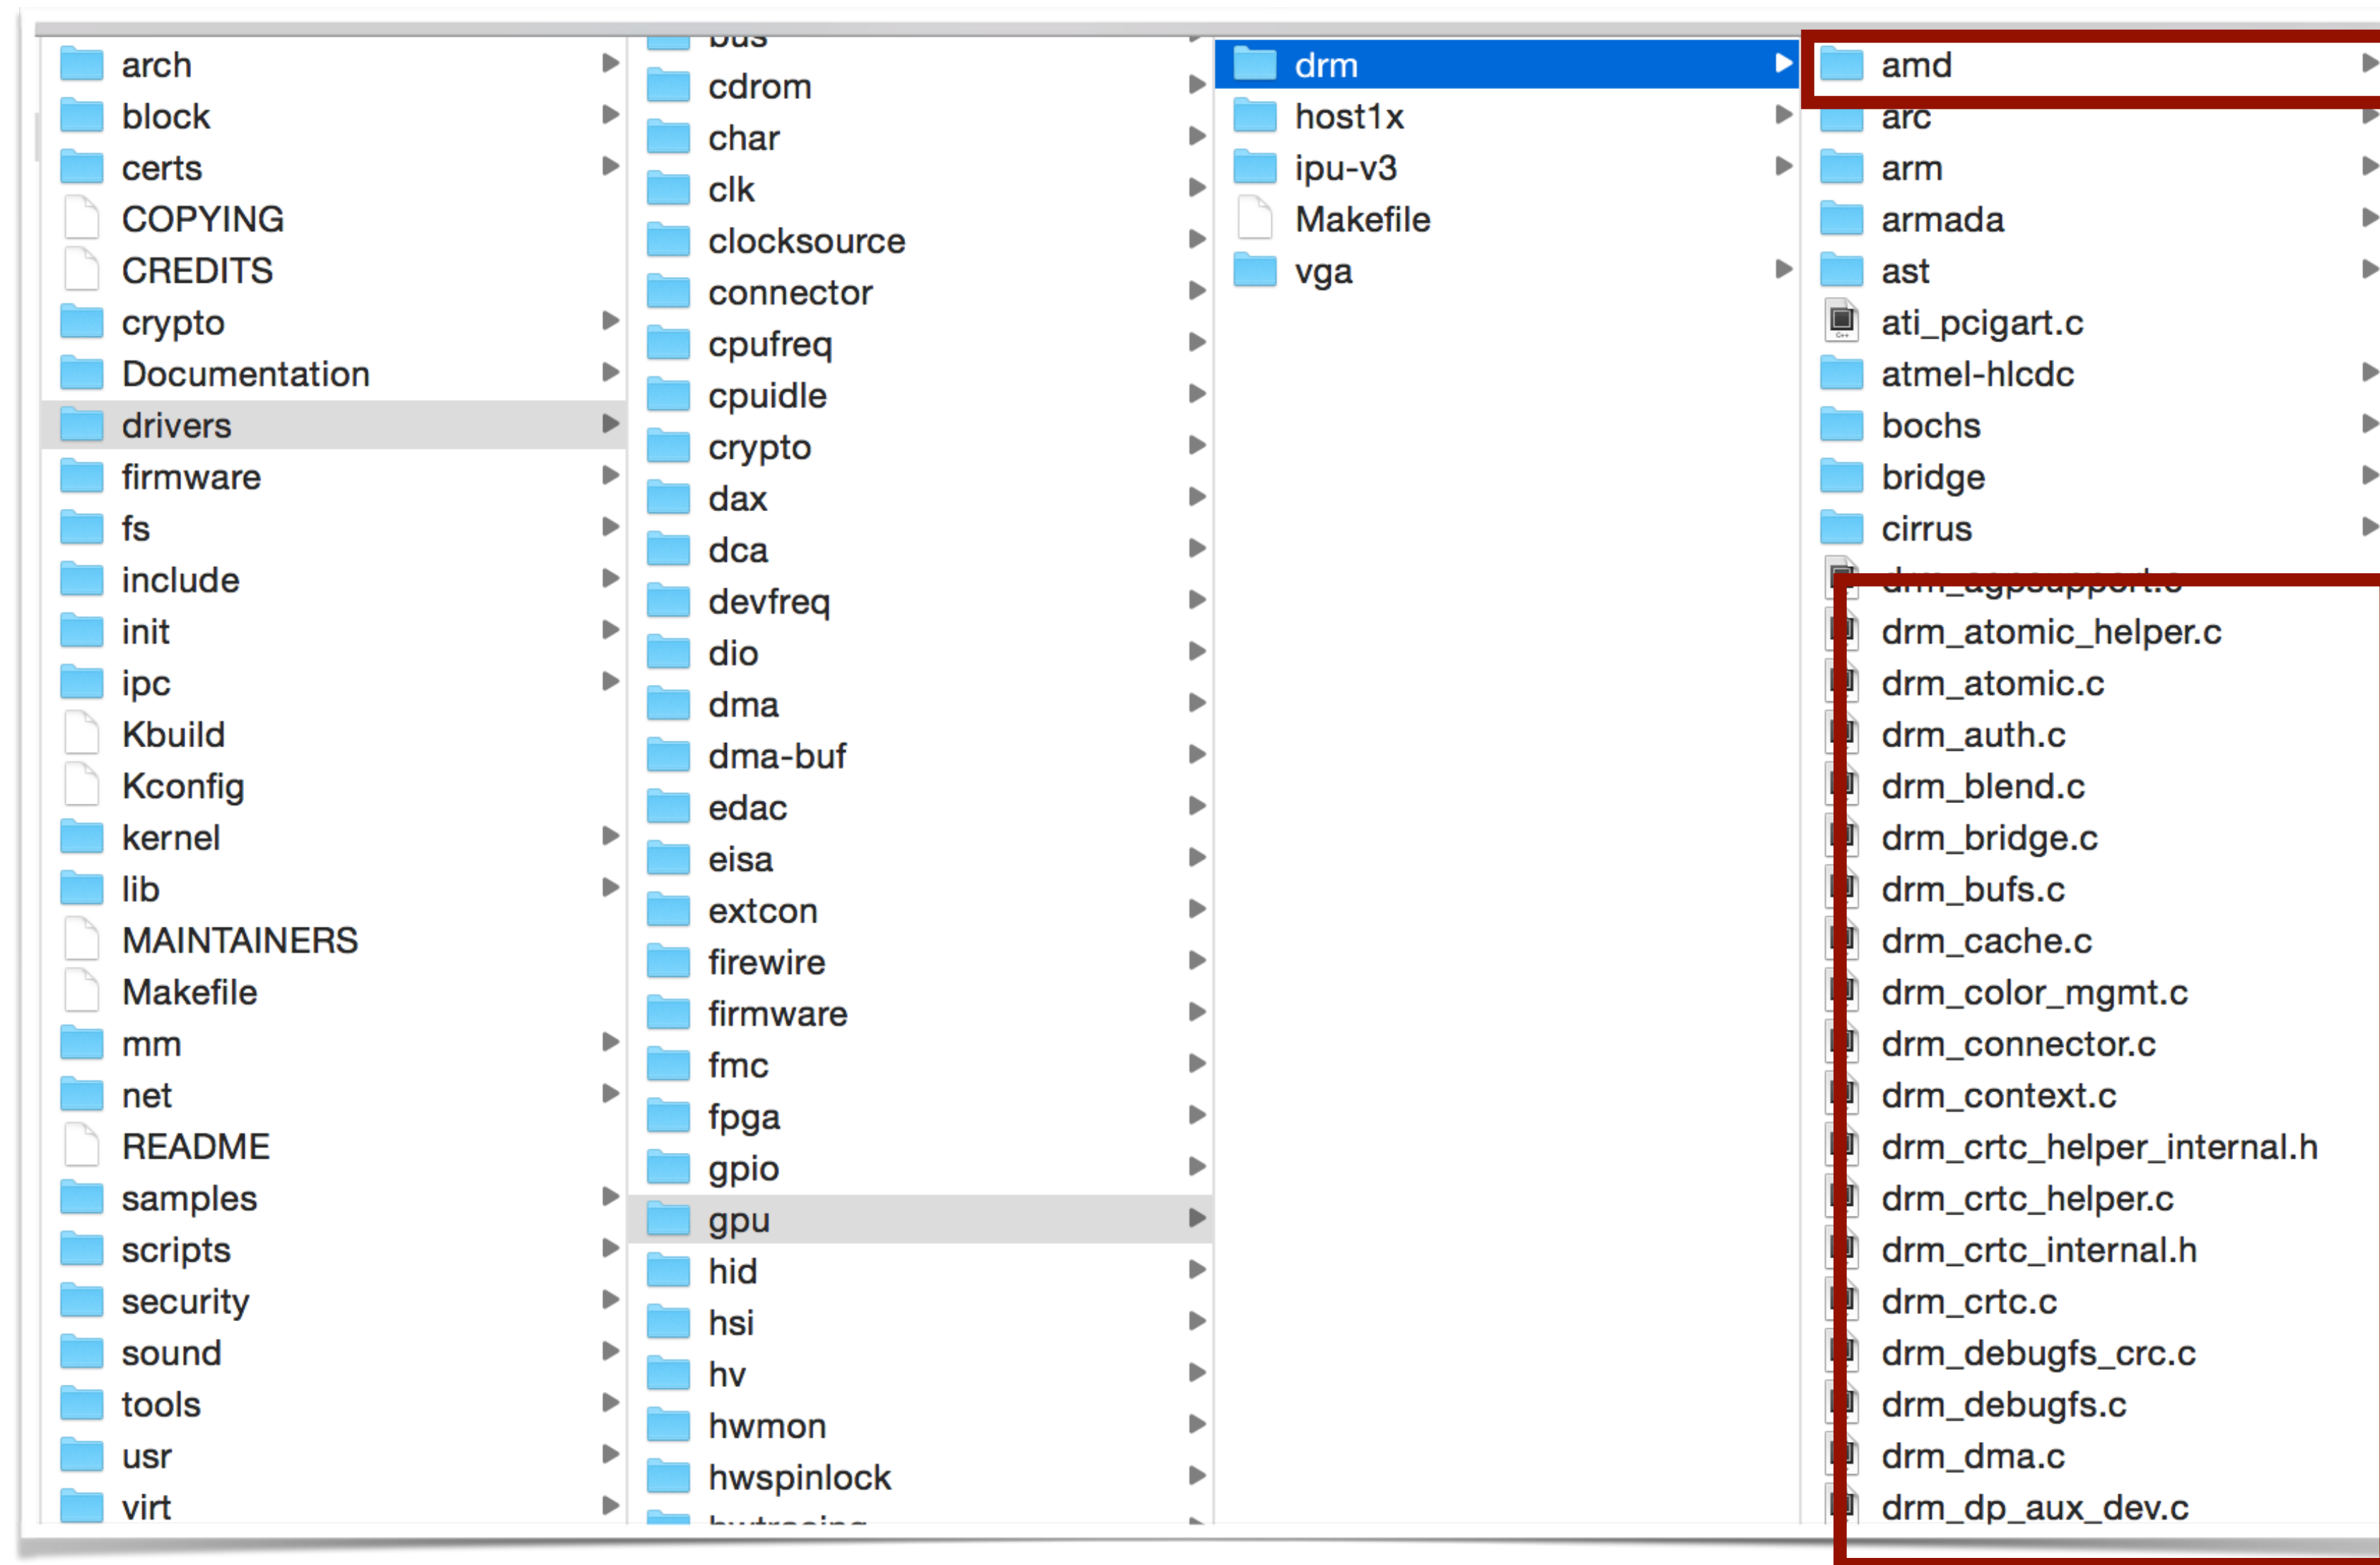 arch
block
certs
COPYING
CREDITS
crypto
Documentation
drivers
firmware
fs
include
init
ipc
Kbuild
Kconfig
kernel
lib
MAINTAINERS
Makefile
mm
net
README
samples
scripts
security
sound
tools
usr
virt
bus
cdrom
char
clk
clocksource
connector
cpufreq
cpuidle
crypto
dax
dca
devfreq
dio
dma
dma-buf
edac
eisa
extcon
firewire
firmware
fmc
fpga
gpio
gpu
hid
hsi
hv
hwmon
hwspinlock
hwtracing
drm
host1x
ipu-v3
Makefile
vga
amd
arc
arm
armada
ast
ati_pcigart.c
atmel-hlcdc
bochs
bridge
cirrus
drm_agpsupport.c
drm_atomic_helper.c
drm_atomic.c
drm_auth.c
drm_blend.c
drm_bridge.c
drm_bufs.c
drm_cache.c
drm_color_mgmt.c
drm_connector.c
drm_context.c
drm_crtc_helper_internal.h
drm_crtc_helper.c
drm_crtc_internal.h
drm_crtc.c
drm_debugfs_crc.c
drm_debugfs.c
drm_dma.c
drm_dp_aux_dev.c